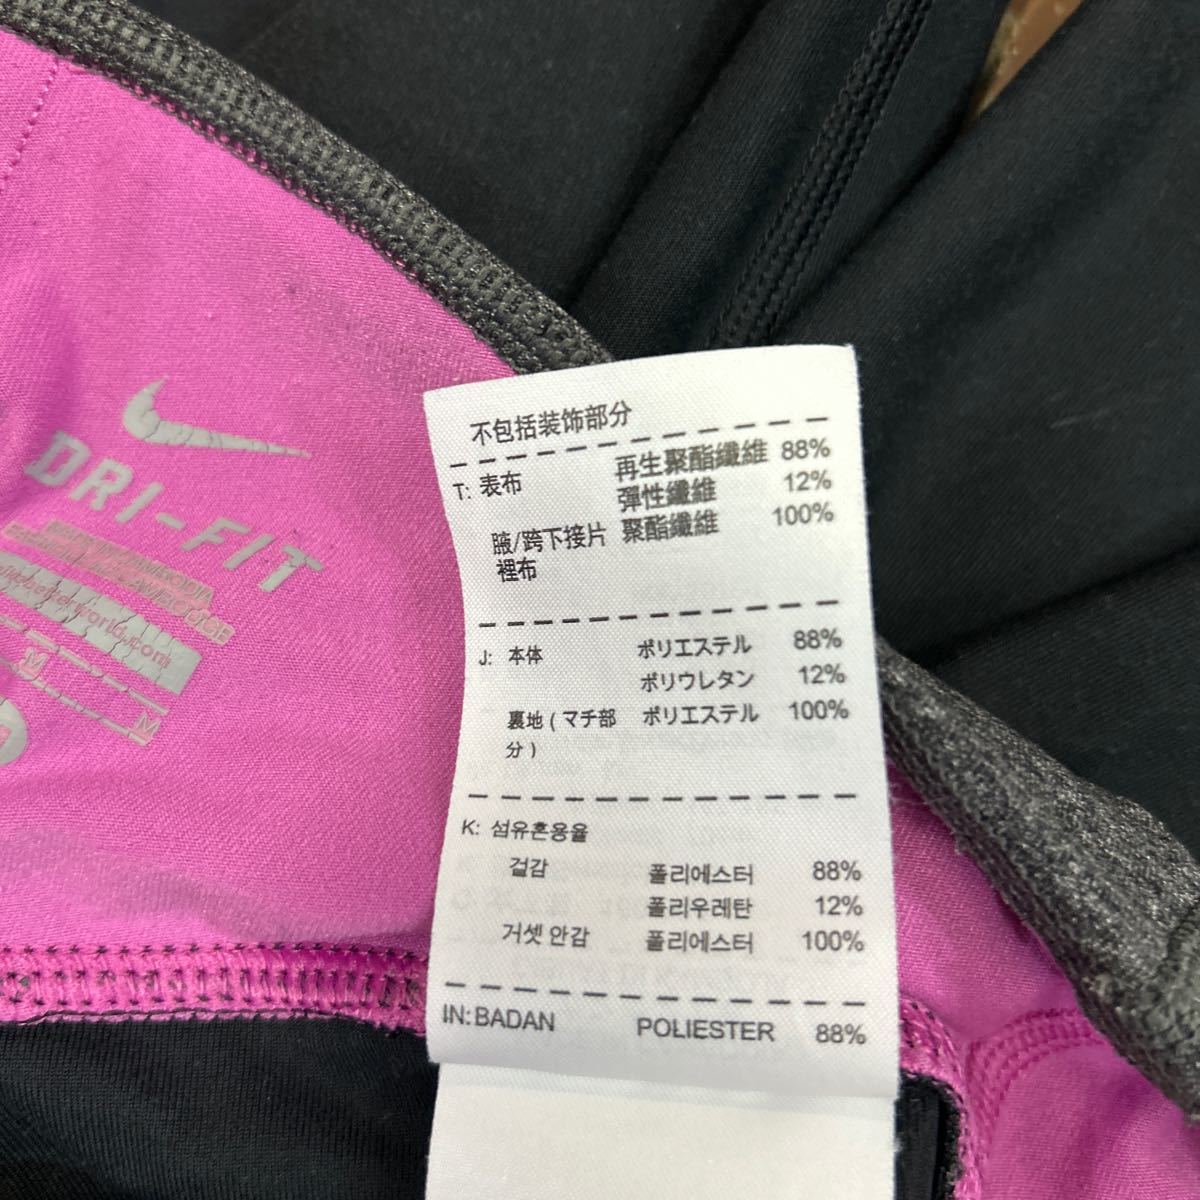 DRI-FIT
M
M
不包括装饰部分
T: 表布 再生聚酯纖維 88%
彈性纖維 12%
腋/跨下接片 聚酯纖維 100%
裡布
J: 本体 ポリエステル 88%
ポリウレタン 12%
裏地(マチ部 ポリエステル 100%
分)
K: 섬유혼용율
겉감 폴리에스터 88%
폴리우레탄 12%
거셋 안감 폴리에스터 100%
IN: BADAN POLIESTER 88%